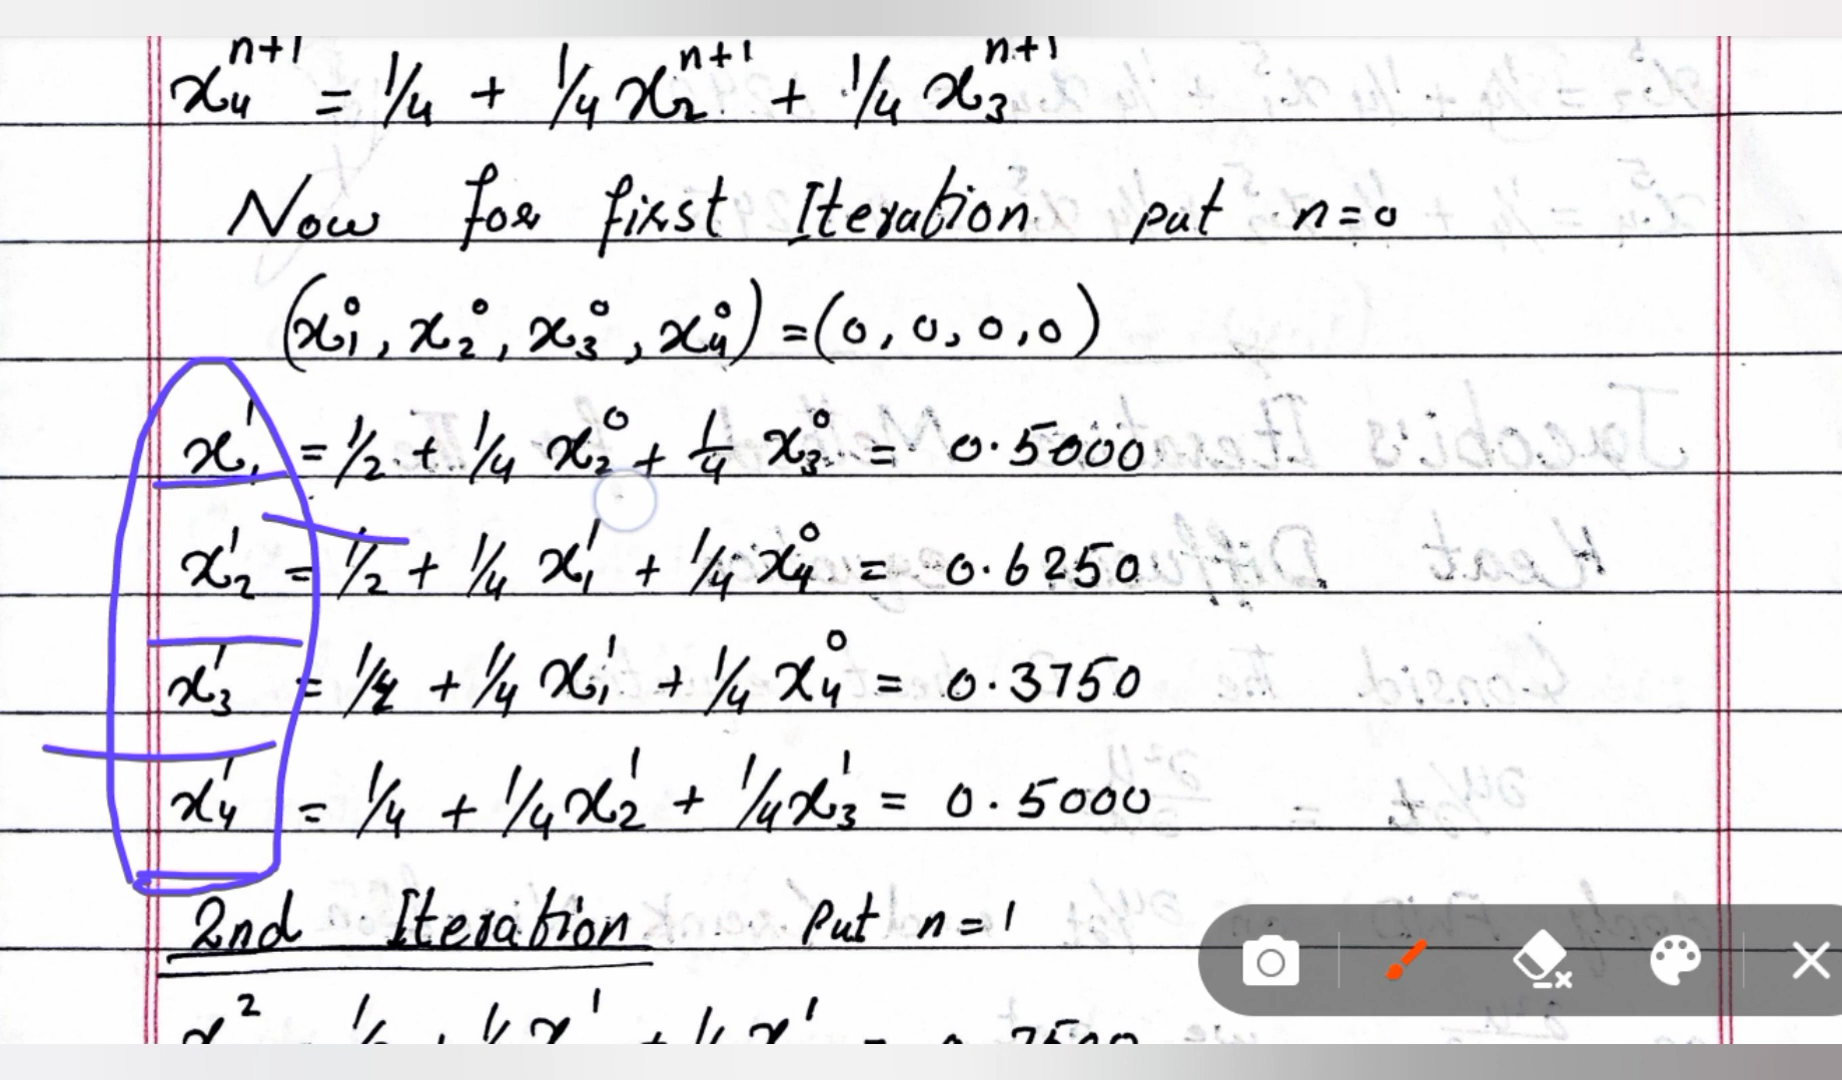 x₄ⁿ⁺¹ = 1/4 + 1/4 x₂ⁿ⁺¹ + 1/4 x₃ⁿ⁺¹
Now for first Iteration put n=0
(x₁⁰, x₂⁰, x₃⁰, x₄⁰) = (0, 0, 0, 0)
x₁¹ = 1/2 + 1/4 x₂⁰ + 1/4 x₃⁰ = 0.5000
x₂¹ = 1/2 + 1/4 x₁¹ + 1/4 x₄⁰ = 0.6250
x₃¹ = 1/4 + 1/4 x₁¹ + 1/4 x₄⁰ = 0.3750
x₄¹ = 1/4 + 1/4 x₂¹ + 1/4 x₃¹ = 0.5000
2nd Iteration Put n=1